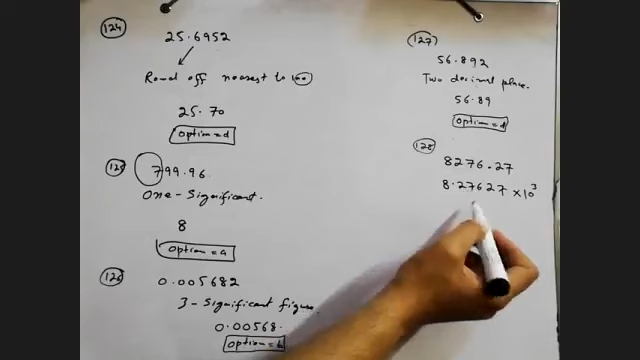 124
25.6952
Round off nearest to 100
25.70
Option = d
125
799.96
One - Significant.
8
Option = a
126
0.005682
3 - Significant figure.
0.00568.
Option = b
127
56.892
Two decimal place.
56.89
Option = d
128
8276.27
8.27627 × 10³